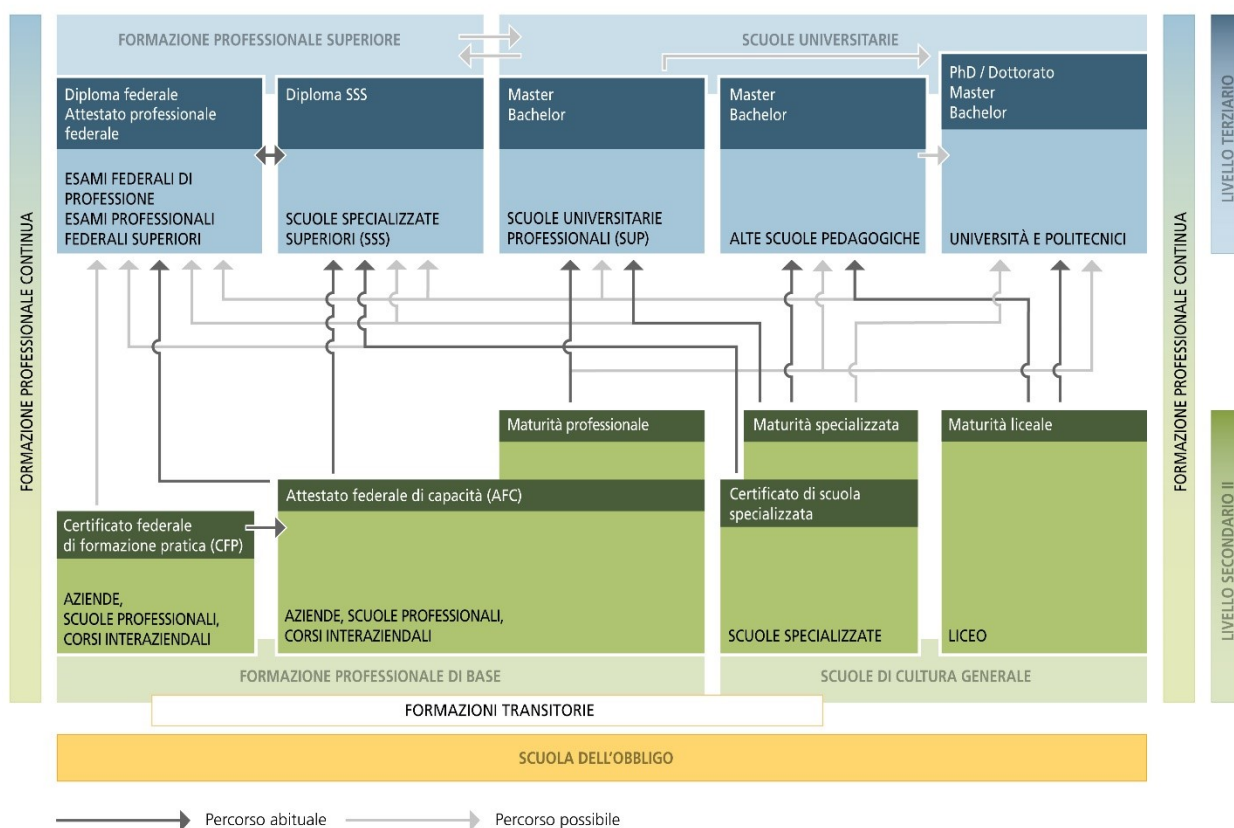 FORMAZIONE PROFESSIONALE SUPERIORE
SCUOLE UNIVERSITARIE
Diploma federale
Attestato professionale
federale
ESAMI FEDERALI DI
PROFESSIONE
ESAMI PROFESSIONALI
FEDERALI SUPERIORI
Diploma SSS
SCUOLE SPECIALIZZATE
SUPERIORI (SSS)
Master
Bachelor
SCUOLE UNIVERSITARIE
PROFESSIONALI (SUP)
Master
Bachelor
ALTE SCUOLE PEDAGOGICHE
PhD / Dottorato
Master
Bachelor
UNIVERSITÀ E POLITECNICI
FORMAZIONE PROFESSIONALE CONTINUA
FORMAZIONE PROFESSIONALE CONTINUA
LIVELLO TERZIARIO
LIVELLO SECONDARIO II
Maturità professionale
Maturità specializzata
Maturità liceale
Attestato federale di capacità (AFC)
Certificato di scuola
specializzata
Certificato federale
di formazione pratica (CFP)
AZIENDE,
SCUOLE PROFESSIONALI,
CORSI INTERAZIENDALI
AZIENDE, SCUOLE PROFESSIONALI,
CORSI INTERAZIENDALI
SCUOLE SPECIALIZZATE
LICEO
FORMAZIONE PROFESSIONALE DI BASE
SCUOLE DI CULTURA GENERALE
FORMAZIONI TRANSITORIE
SCUOLA DELL'OBBLIGO
Percorso abituale
Percorso possibile